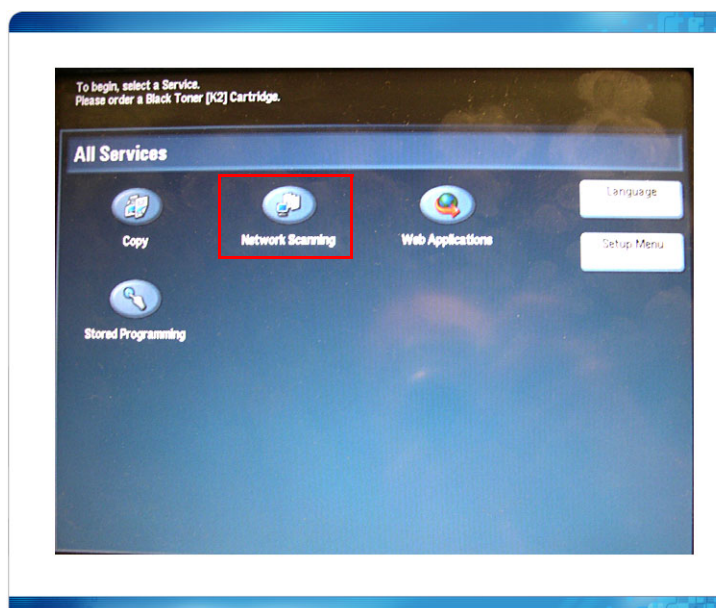 To begin, select a Service.
Please order a Black Toner [K2] Cartridge.
All Services
Copy
Network Scanning
Web Applications
Language
Setup Menu
Stored Programming